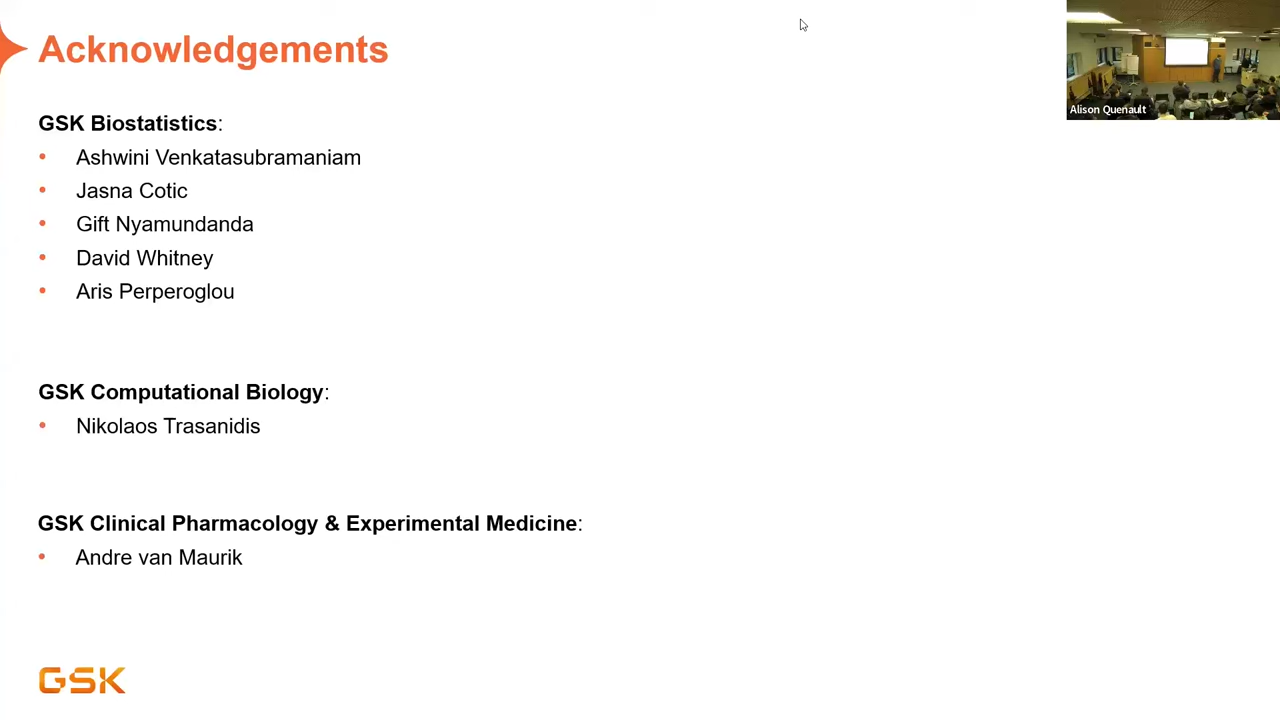 Acknowledgements
GSK Biostatistics:
• Ashwini Venkatasubramaniam
• Jasna Cotic
• Gift Nyamundanda
• David Whitney
• Aris Perperoglou
GSK Computational Biology:
• Nikolaos Trasanidis
GSK Clinical Pharmacology & Experimental Medicine:
• Andre van Maurik
GSK
Alison Quenault